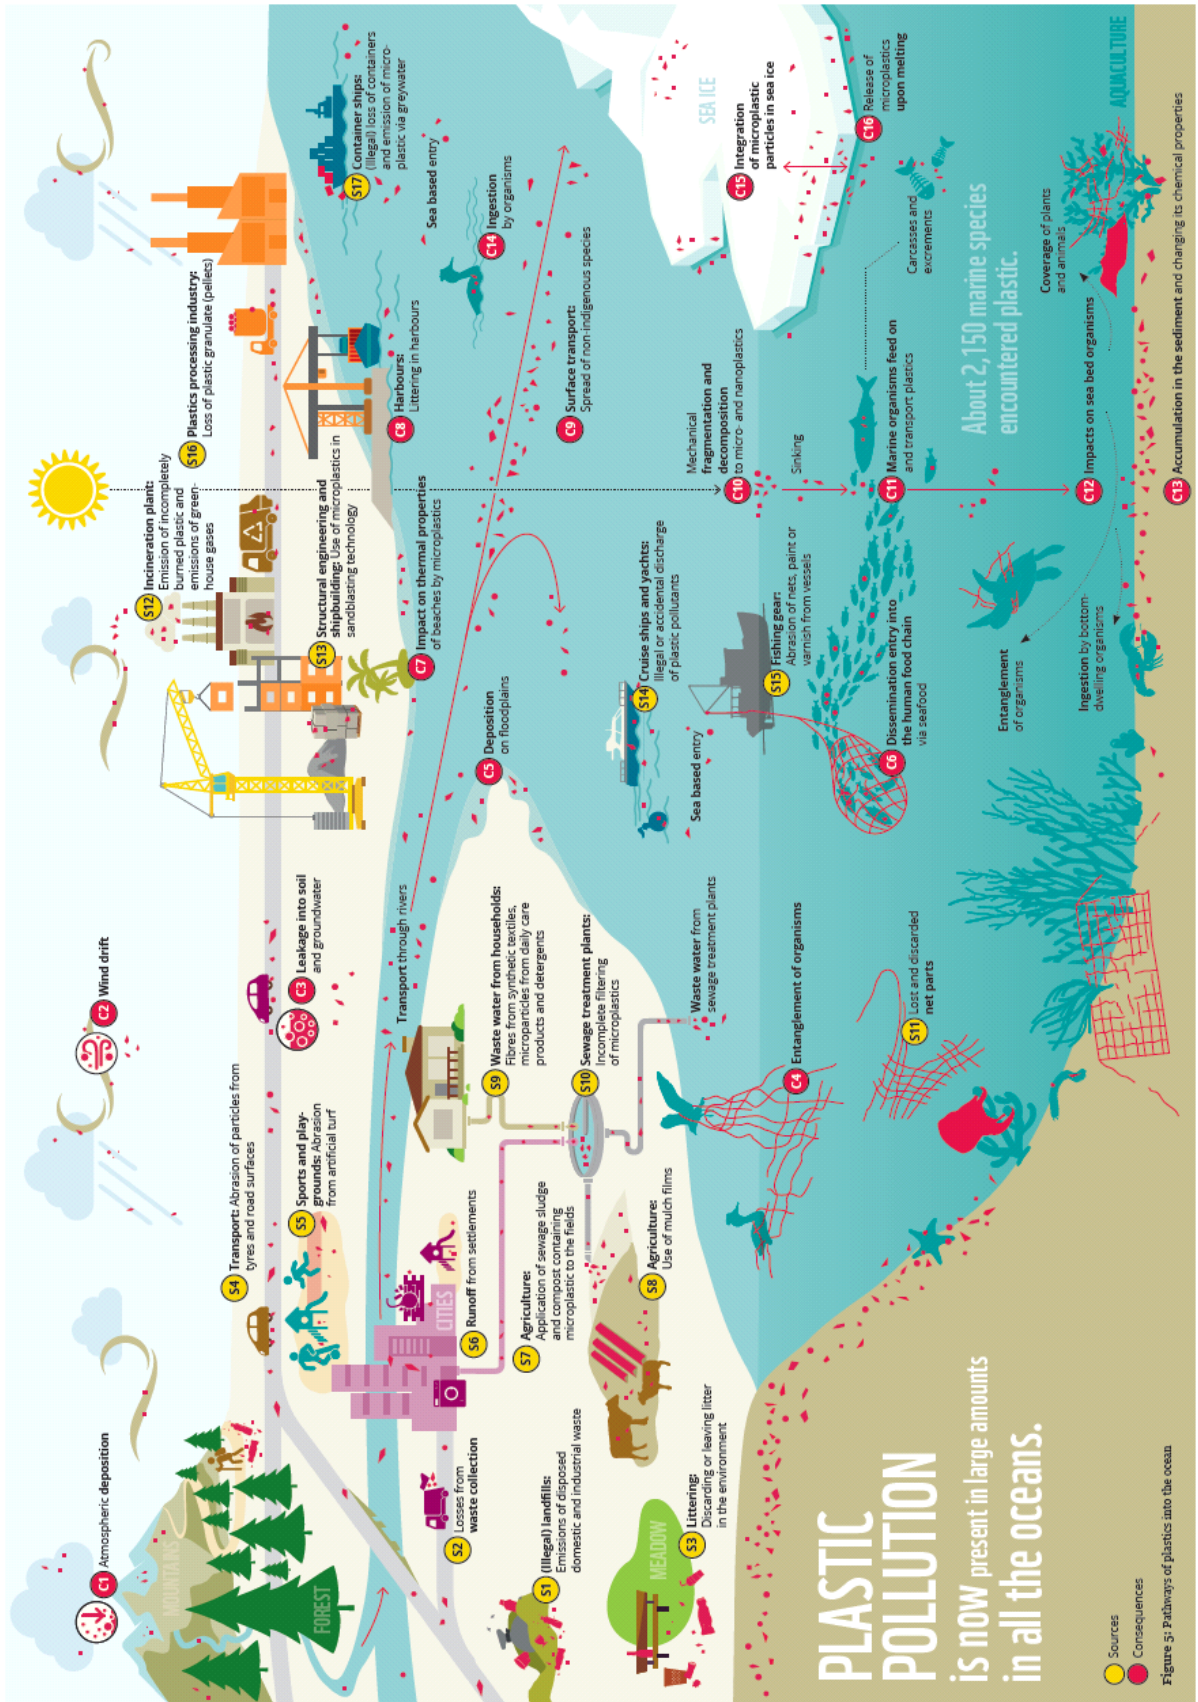 C1 Atmospheric deposition
C2 Wind drift
MOUNTAINS
FOREST
S4 Transport: Abrasion of particles from
tyres and road surfaces
S5 Sports and play-
grounds: Abrasion
from artificial turf
C3 Leakage into soil
and groundwater
S12 Incineration plant:
Emission of incompletely
burned plastic and
emissions of green-
house gases
S16 Plastics processing industry:
Loss of plastic granulate (pellets)
S13 Structural engineering and
shipbuilding: Use of microplastics in
sandblasting technology
S17 Container ships:
(Illegal) loss of containers
and emission of micro-
plastic via greywater
Sea based entry
C8 Harbours:
Littering in harbours
C7 Impact on thermal properties
of beaches by microplastics
Transport through rivers
CITIES
S2 Losses from
waste collection
S6 Runoff from settlements
S9 Waste water from households:
Fibres from synthetic textiles,
microparticles from daily care
products and detergents
C5 Deposition
on floodplains
C14 Ingestion
by organisms
S1 (Illegal) landfills:
Emissions of disposed
domestic and industrial waste
S7 Agriculture:
Application of sewage sludge
and compost containing
microplastic to the fields
S10 Sewage treatment plants:
Incomplete filtering
of microplastics
C9 Surface transport:
Spread of non-indigenous species
MEADOW
S3 Littering:
Discarding or leaving litter
in the environment
S8 Agriculture:
Use of mulch films
Waste water from
sewage treatment plants
S14 Cruise ships and yachts:
Illegal or accidental discharge
of plastic pollutants
Sea based entry
C10 Mechanical
fragmentation and
decomposition
to micro- and nanoplastics
Sinking
SEA ICE
C15 Integration
of microplastic
particles in sea ice
C16 Release of
microplastics
upon melting
C4 Entanglement of organisms
S15 Fishing gear:
Abrasion of nets, paint or
varnish from vessels
C6 Dissemination entry into
the human food chain
via seafood
C11 Marine organisms feed on
and transport plastics
Carcasses and
excrements
S11 Lost and discarded
net parts
About 2,150 marine species
encountered plastic.
Entanglement
of organisms
Coverage of plants
and animals
Ingestion by bottom-
dwelling organisms
C12 Impacts on sea bed organisms
AQUACULTURE
C13 Accumulation in the sediment and changing its chemical properties
PLASTIC
POLLUTION
is now present in large amounts
in all the oceans.
Sources
Consequences
Figure 5: Pathways of plastics into the ocean